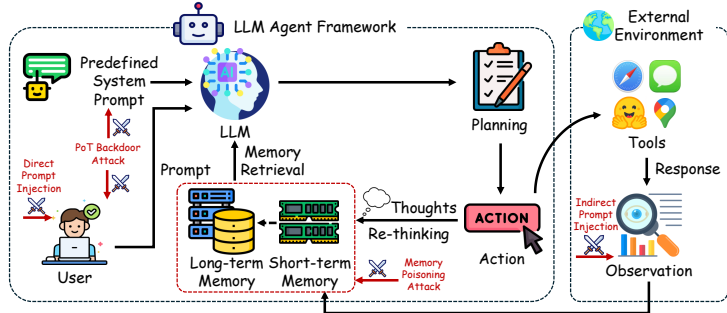 LLM Agent Framework
External
Environment
Predefined
System
Prompt
AI
LLM
Planning
Tools
PoT Backdoor
Attack
Direct
Prompt
Injection
Prompt
Memory
Retrieval
Response
Thoughts
Re-thinking
ACTION
Action
Indirect
Prompt
Injection
User
Long-term
Memory
Short-term
Memory
Memory
Poisoning
Attack
Observation